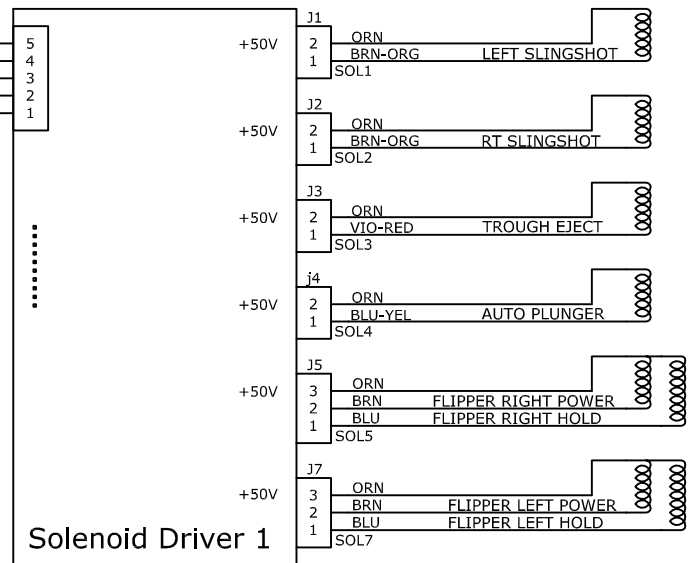 J1
5
4
3
2
1
+50V 2 ORN
1 BRN-ORG LEFT SLINGSHOT
SOL1
J2
+50V 2 ORN
1 BRN-ORG RT SLINGSHOT
SOL2
J3
+50V 2 ORN
1 VIO-RED TROUGH EJECT
SOL3
j4
+50V 2 ORN
1 BLU-YEL AUTO PLUNGER
SOL4
J5
+50V 3 ORN
2 BRN FLIPPER RIGHT POWER
1 BLU FLIPPER RIGHT HOLD
SOL5
J7
+50V 3 ORN
2 BRN FLIPPER LEFT POWER
1 BLU FLIPPER LEFT HOLD
SOL7
Solenoid Driver 1